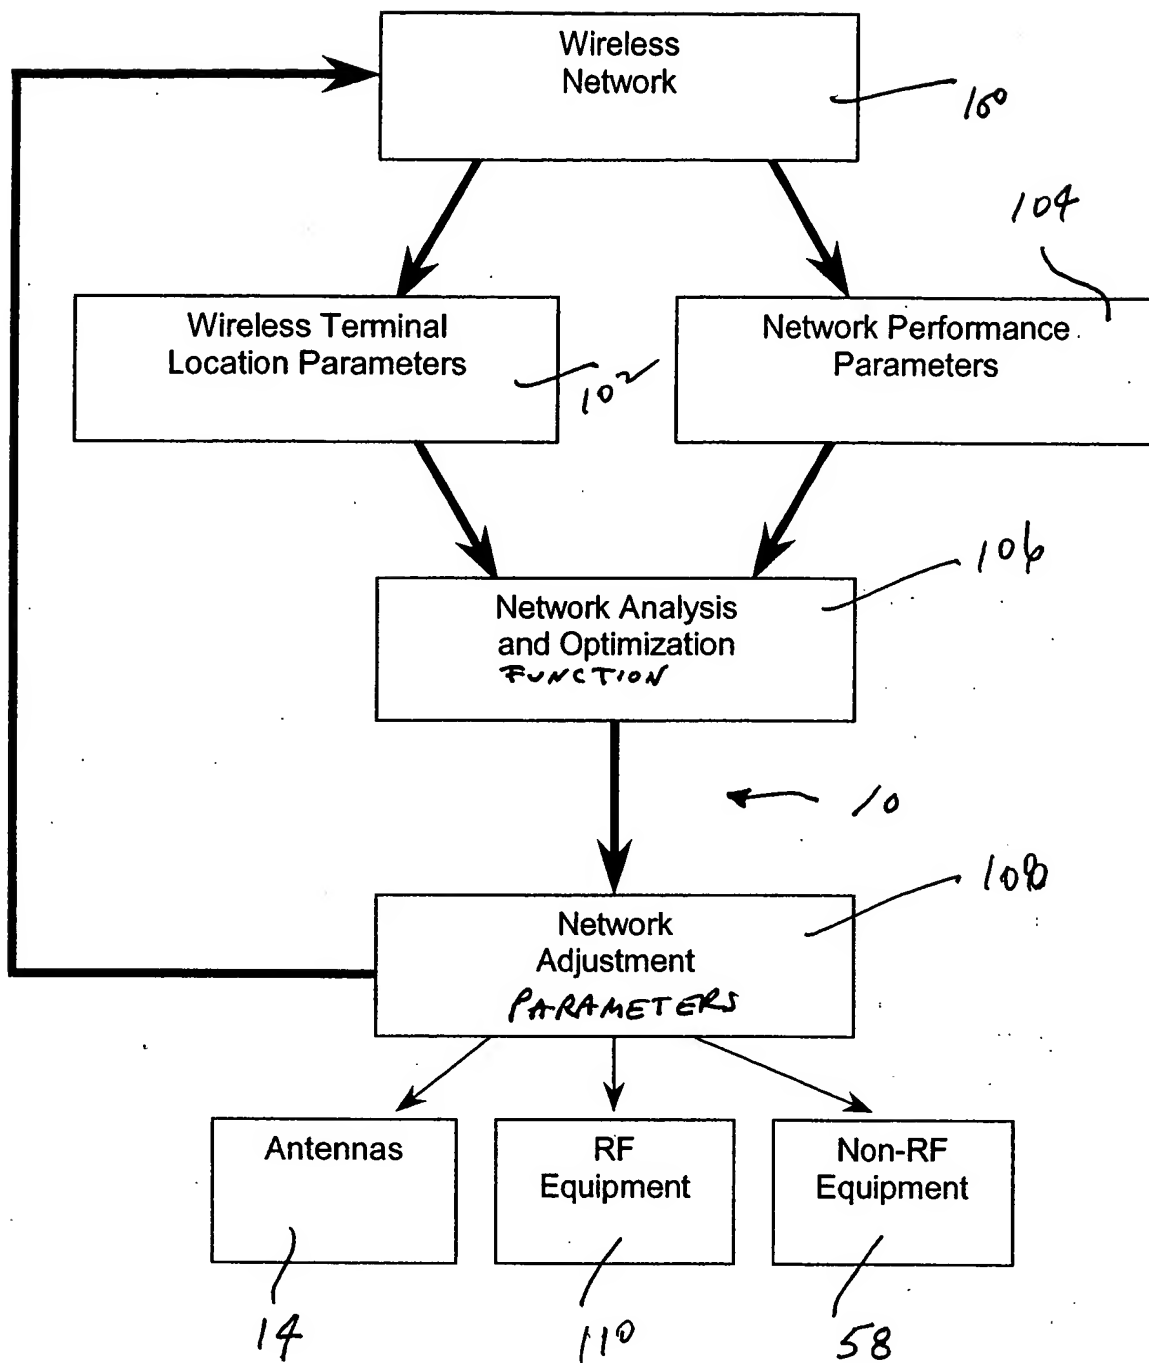 Wireless
Network
100
104
Wireless Terminal
Location Parameters
102
Network Performance
Parameters
106
Network Analysis
and Optimization
FUNCTION
10
108
Network
Adjustment
PARAMETERS
Antennas
RF
Equipment
Non-RF
Equipment
14
110
58